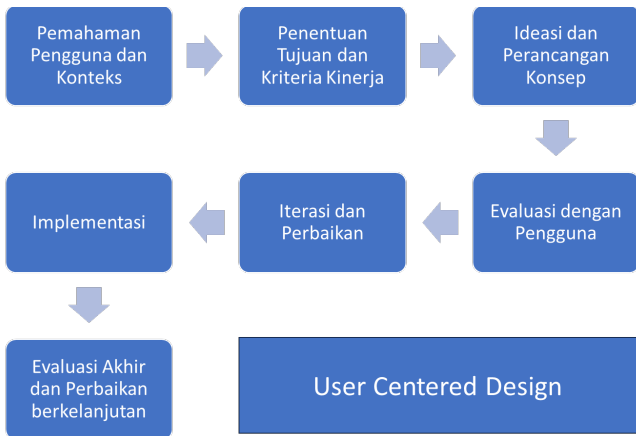 Pemahaman
Pengguna dan
Konteks
Penentuan
Tujuan dan
Kriteria Kinerja
Ideasi dan
Perancangan
Konsep
Evaluasi dengan
Pengguna
Iterasi dan
Perbaikan
Implementasi
Evaluasi Akhir
dan Perbaikan
berkelanjutan
User Centered Design